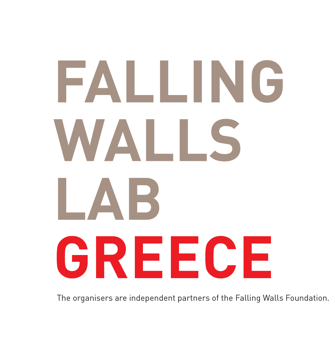 FALLING
WALLS
LAB
GREECE
The organisers are independent partners of the Falling Walls Foundation.